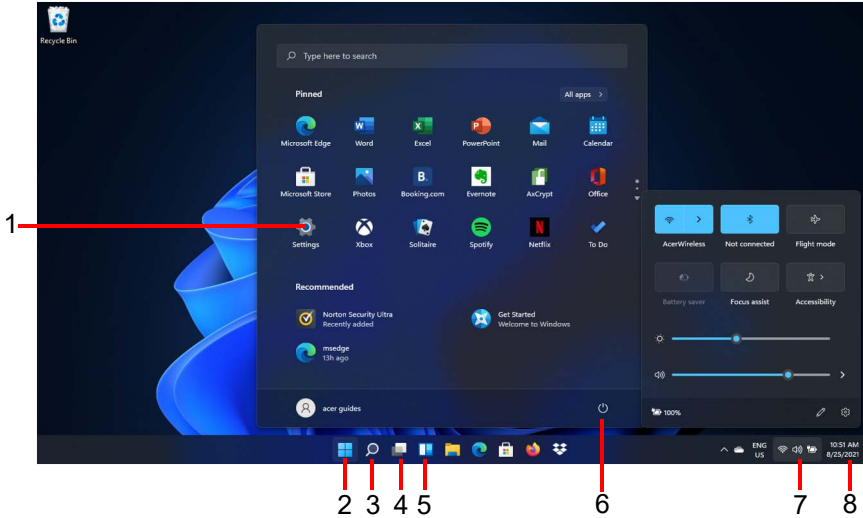 Recycle Bin
Type here to search
Pinned
All apps >
Microsoft Edge
Word
Excel
PowerPoint
Mail
Calendar
Microsoft Store
Photos
B.
Booking.com
Evernote
AxCrypt
Office
1
Settings
Xbox
Solitaire
Spotify
Netflix
To Do
AcerWireless
Not connected
Flight mode
Battery saver
Focus assist
Accessibility
Recommended
Norton Security Ultra
Recently added
Get Started
Welcome to Windows
msedge
13h ago
acer guides
100%
ENG
US
10:51 AM
8/25/2021
2 3 4 5 6 7 8